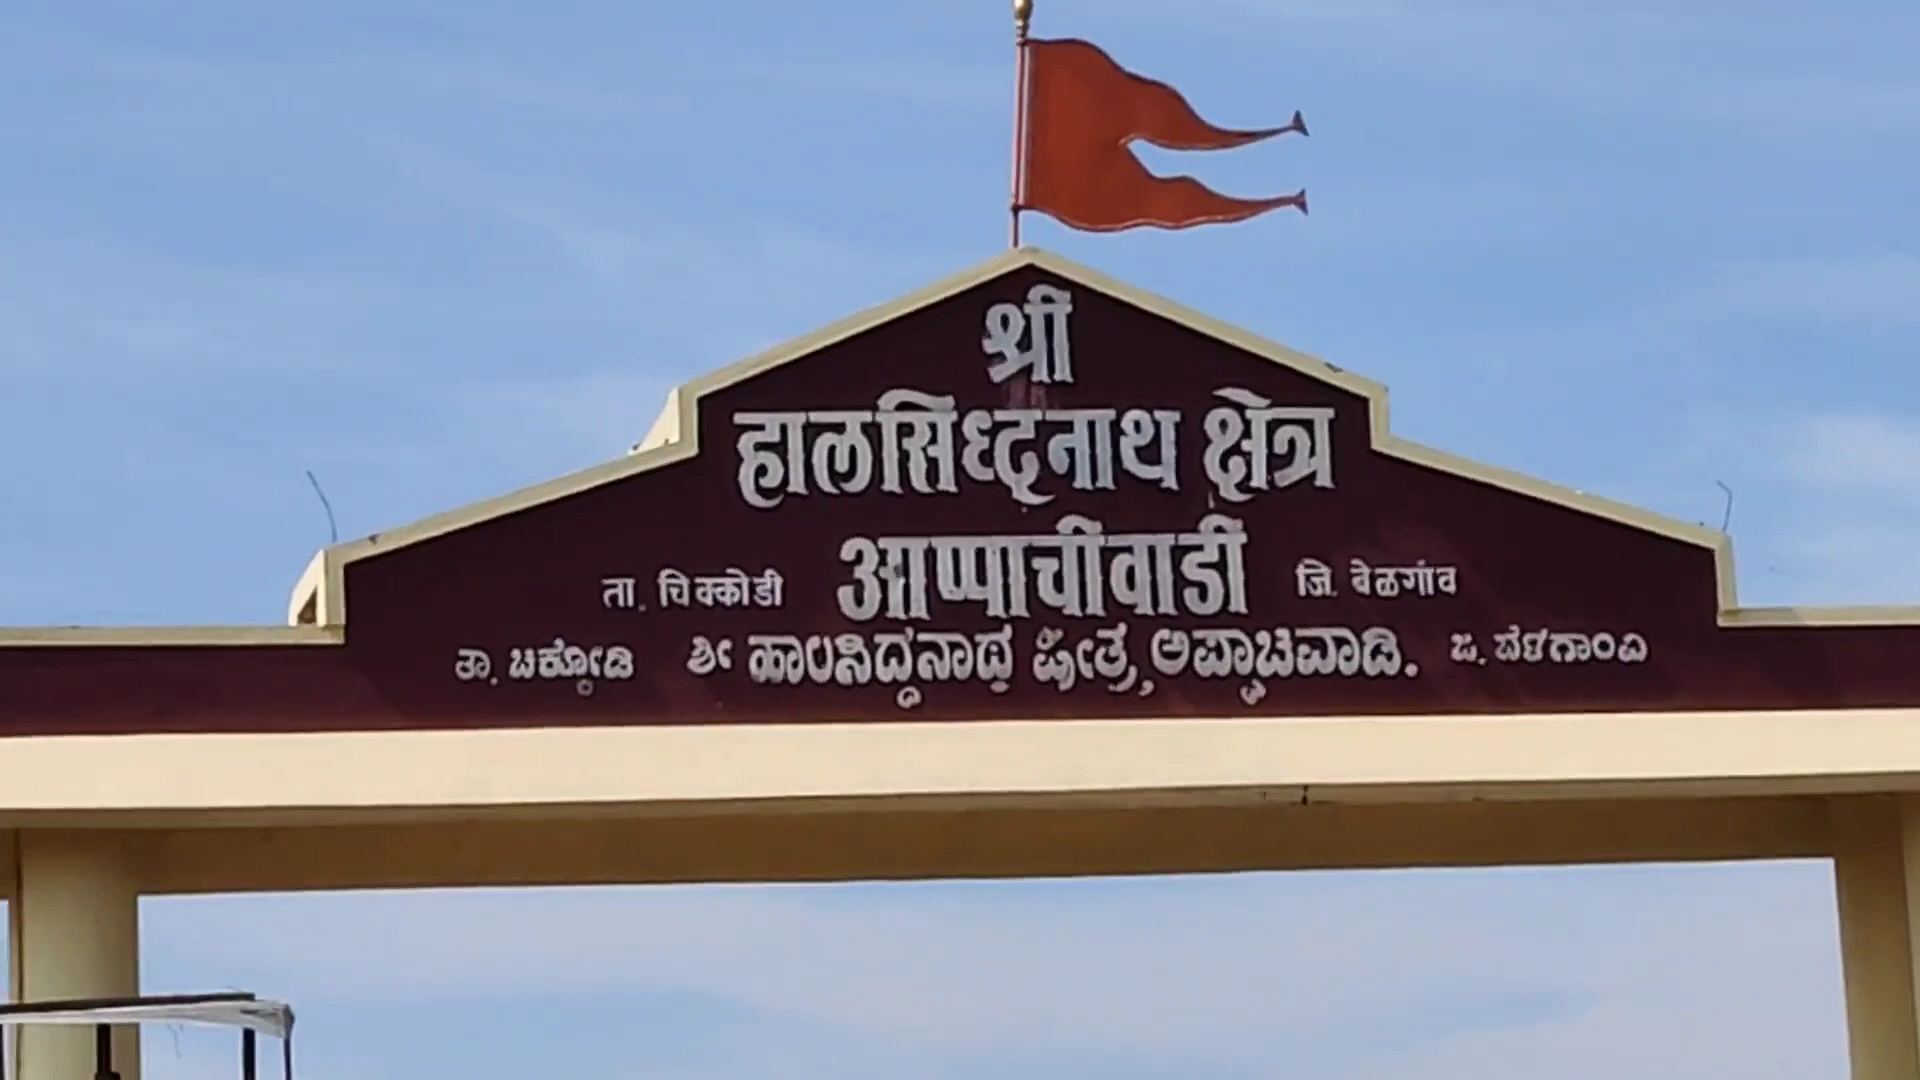 श्री
हालसिध्दनाथ क्षेत्र
ता. चिक्कोडी आप्पाचीवाडी जि. बेळगांव
ತಾ. ಚಿಕ್ಕೋಡಿ ಶ್ರೀ ಹಾಲಸಿದ್ಧನಾಥ ಕ್ಷೇತ್ರ, ಅಪ್ಪಾಚಿವಾಡಿ. ಜಿ. ಬೆಳಗಾಂವಿ